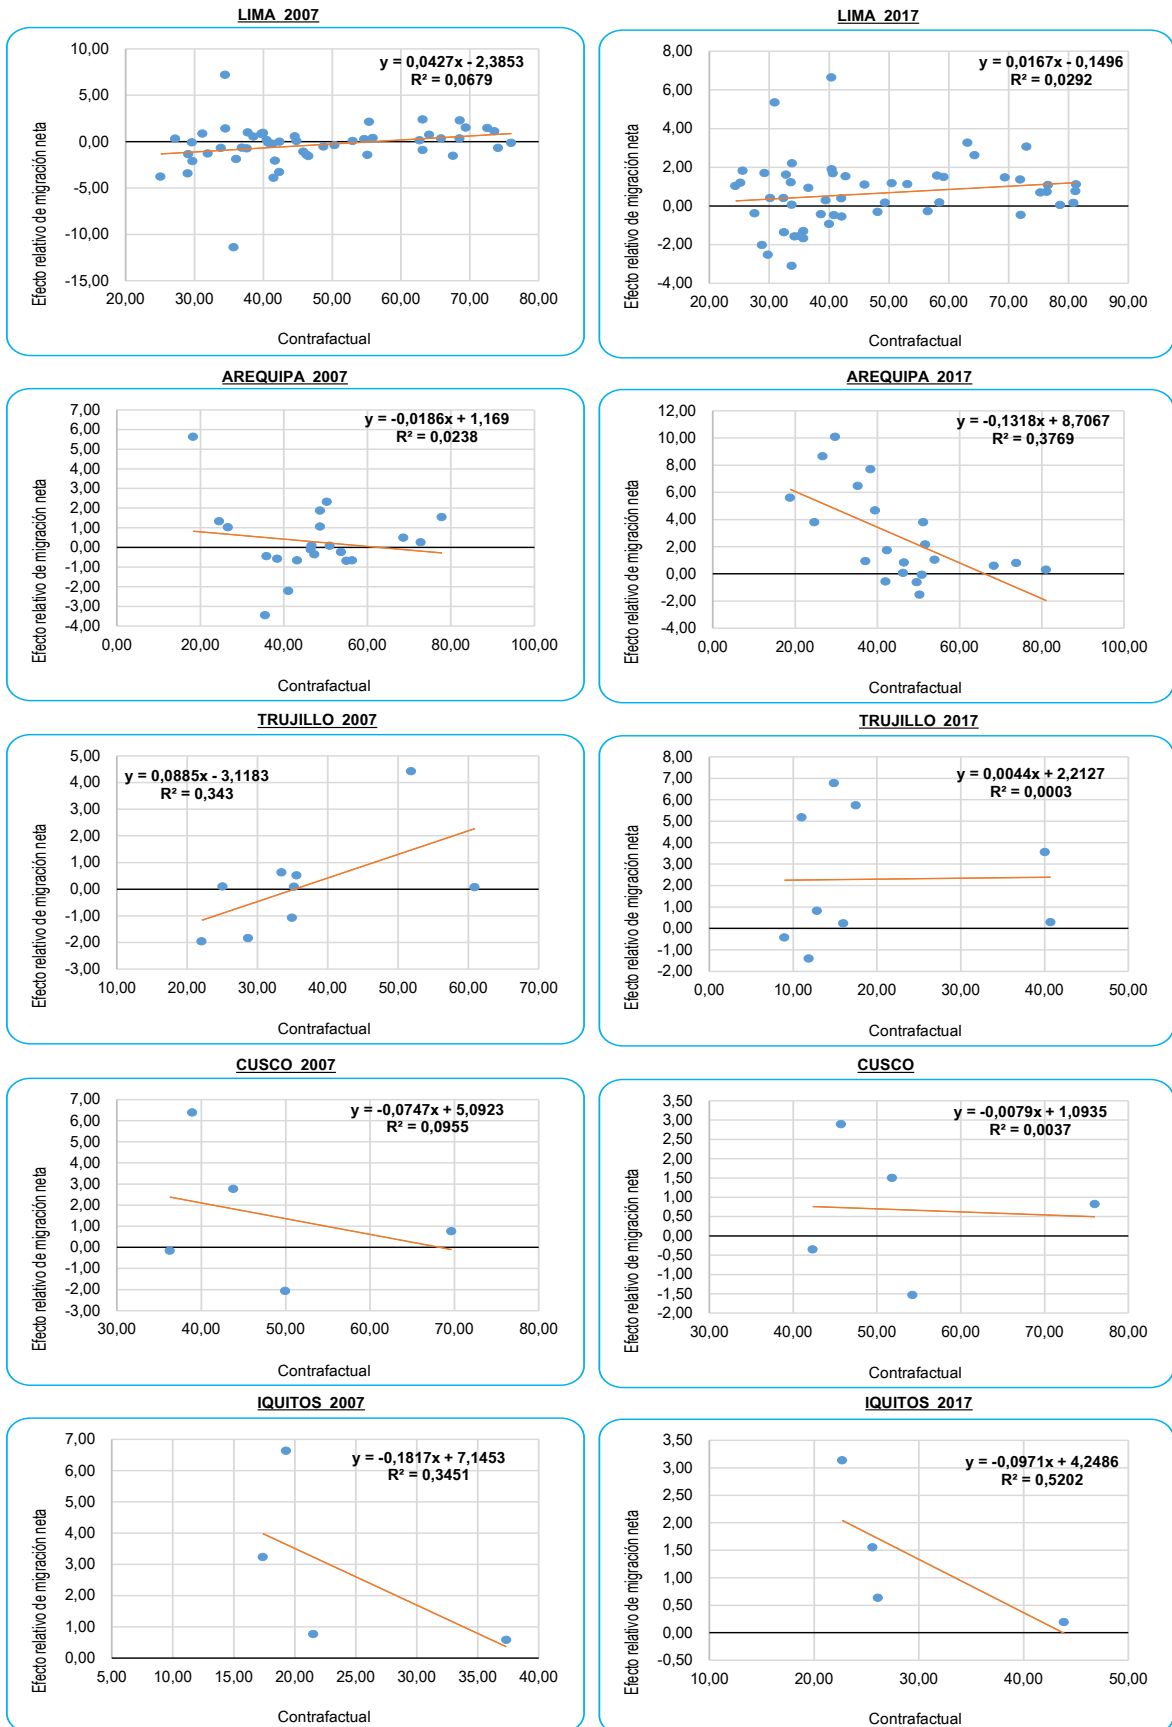 LIMA 2007
y = 0,0427x - 2,3853
R² = 0,0679
Efecto relativo de migración neta
10,00
5,00
0,00
-5,00
-10,00
-15,00
20,00 30,00 40,00 50,00 60,00 70,00 80,00
Contrafactual
LIMA 2017
y = 0,0167x - 0,1496
R² = 0,0292
Efecto relativo de migración neta
8,00
6,00
4,00
2,00
0,00
-2,00
-4,00
20,00 30,00 40,00 50,00 60,00 70,00 80,00 90,00
Contrafactual
AREQUIPA 2007
y = -0,0186x + 1,169
R² = 0,0238
Efecto relativo de migración neta
7,00
6,00
5,00
4,00
3,00
2,00
1,00
0,00
-1,00
-2,00
-3,00
-4,00
0,00 20,00 40,00 60,00 80,00 100,00
Contrafactual
AREQUIPA 2017
y = -0,1318x + 8,7067
R² = 0,3769
Efecto relativo de migración neta
12,00
10,00
8,00
6,00
4,00
2,00
0,00
-2,00
-4,00
0,00 20,00 40,00 60,00 80,00 100,00
Contrafactual
TRUJILLO 2007
y = 0,0885x - 3,1183
R² = 0,343
Efecto relativo de migración neta
5,00
4,00
3,00
2,00
1,00
0,00
-1,00
-2,00
-3,00
10,00 20,00 30,00 40,00 50,00 60,00 70,00
Contrafactual
TRUJILLO 2017
y = 0,0044x + 2,2127
R² = 0,0003
Efecto relativo de migración neta
8,00
7,00
6,00
5,00
4,00
3,00
2,00
1,00
0,00
-1,00
-2,00
0,00 10,00 20,00 30,00 40,00 50,00
Contrafactual
CUSCO 2007
y = -0,0747x + 5,0923
R² = 0,0955
Efecto relativo de migración neta
7,00
6,00
5,00
4,00
3,00
2,00
1,00
0,00
-1,00
-2,00
-3,00
30,00 40,00 50,00 60,00 70,00 80,00
Contrafactual
CUSCO
y = -0,0079x + 1,0935
R² = 0,0037
Efecto relativo de migración neta
3,50
3,00
2,50
2,00
1,50
1,00
0,50
0,00
-0,50
-1,00
-1,50
-2,00
30,00 40,00 50,00 60,00 70,00 80,00
Contrafactual
IQUITOS 2007
y = -0,1817x + 7,1453
R² = 0,3451
Efecto relativo de migración neta
7,00
6,00
5,00
4,00
3,00
2,00
1,00
0,00
5,00 10,00 15,00 20,00 25,00 30,00 35,00 40,00
Contrafactual
IQUITOS 2017
y = -0,0971x + 4,2486
R² = 0,5202
Efecto relativo de migración neta
3,50
3,00
2,50
2,00
1,50
1,00
0,50
0,00
-0,50
10,00 20,00 30,00 40,00 50,00
Contrafactual